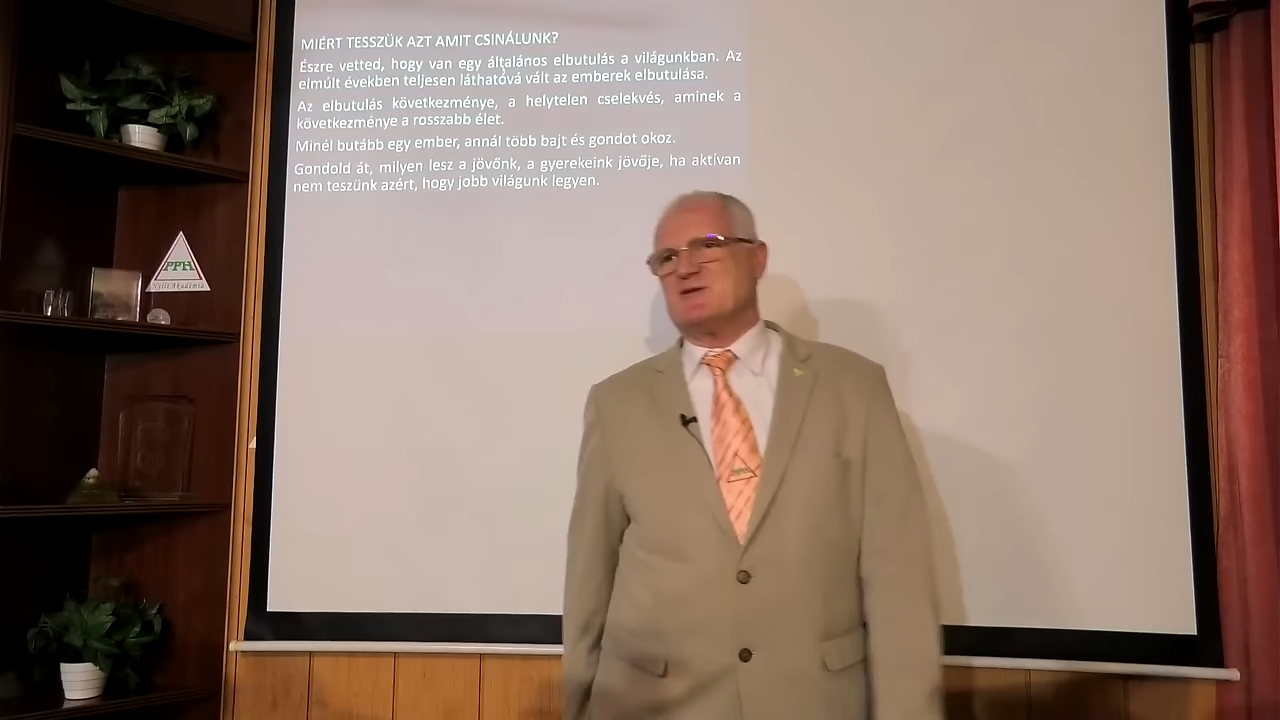 MIÉRT TESSZÜK AZT AMIT CSINÁLUNK?
Észre vetted, hogy van egy általános elbutulás a világunkban. Az
elmúlt években teljesen láthatóvá vált az emberek elbutulása.
Az elbutulás következménye, a helytelen cselekvés, aminek a
következménye a rosszabb élet.
Minél butább egy ember, annál több bajt és gondot okoz.
Gondold át, milyen lesz a jövőnk, a gyerekeink jövője, ha aktívan
nem teszünk azért, hogy jobb világunk legyen.
PPH
Nyílt Akadémia
PPH